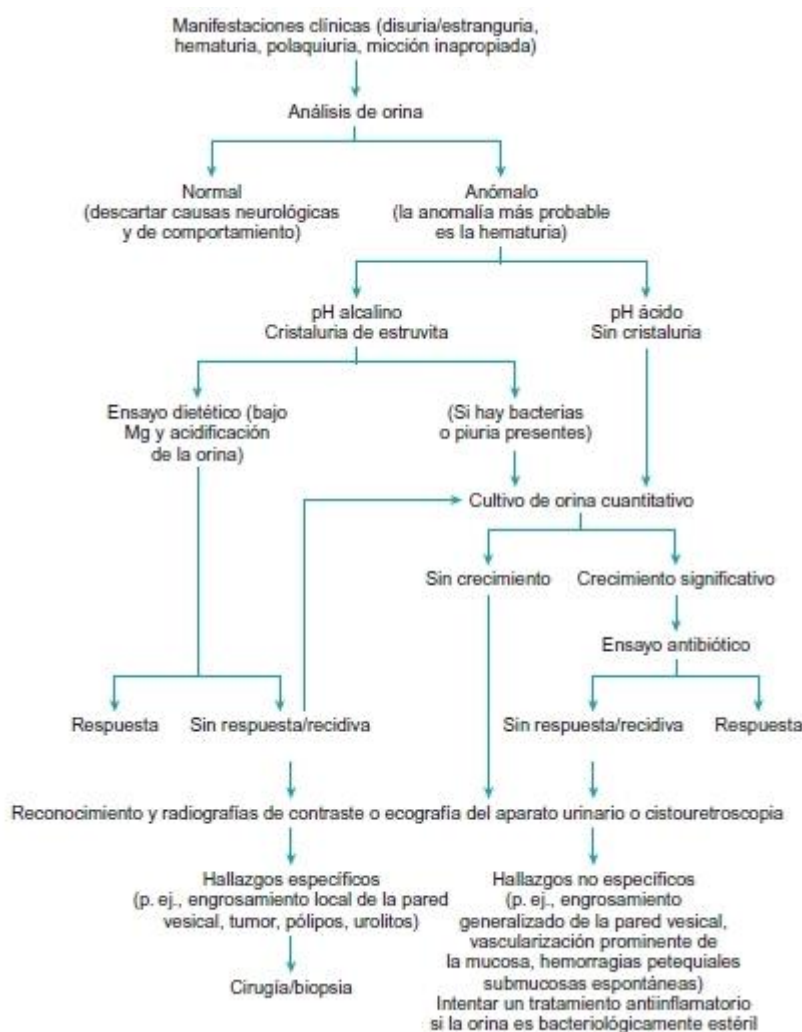 Manifestaciones clínicas (disuria/estranguria,
hematuria, polaquiuria, micción inapropiada)
Análisis de orina
Normal
(descartar causas neurológicas
y de comportamiento)
Anómalo
(la anomalía más probable
es la hematuria)
pH alcalino
Cristaluria de estruvita
pH ácido
Sin cristaluria
Ensayo dietético (bajo
Mg y acidificación
de la orina)
(Si hay bacterias
o piuria presentes)
Cultivo de orina cuantitativo
Sin crecimiento
Crecimiento significativo
Ensayo antibiótico
Respuesta
Sin respuesta/recidiva
Sin respuesta/recidiva
Respuesta
Reconocimiento y radiografías de contraste o ecografía del aparato urinario o cistouretroscopia
Hallazgos específicos
(p. ej., engrosamiento local de la pared
vesical, tumor, pólipos, urolitos)
Cirugía/biopsia
Hallazgos no específicos
(p. ej., engrosamiento
generalizado de la pared vesical,
vascularización prominente de
la mucosa, hemorragias petequiales
submucosas espontáneas)
Intentar un tratamiento antiinflamatorio
si la orina es bacteriológicamente estéril